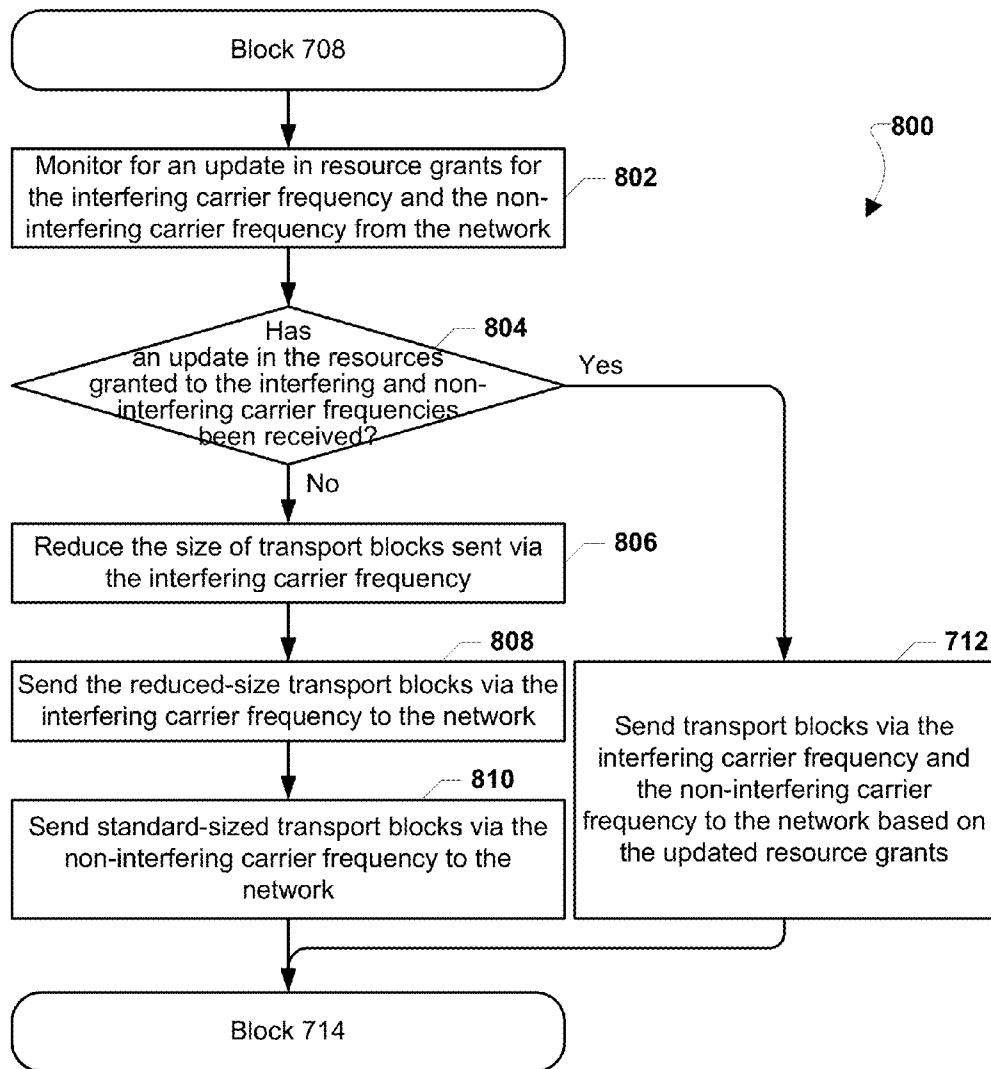 Block 708
800
Monitor for an update in resource grants for
the interfering carrier frequency and the non-
interfering carrier frequency from the network
802
Has
an update in the resources
granted to the interfering and non-
interfering carrier frequencies
been received?
804
Yes
No
Reduce the size of transport blocks sent via
the interfering carrier frequency
806
808
Send the reduced-size transport blocks via the
interfering carrier frequency to the network
810
Send standard-sized transport blocks via the
non-interfering carrier frequency to the
network
712
Send transport blocks via the
interfering carrier frequency and
the non-interfering carrier
frequency to the network based on
the updated resource grants
Block 714